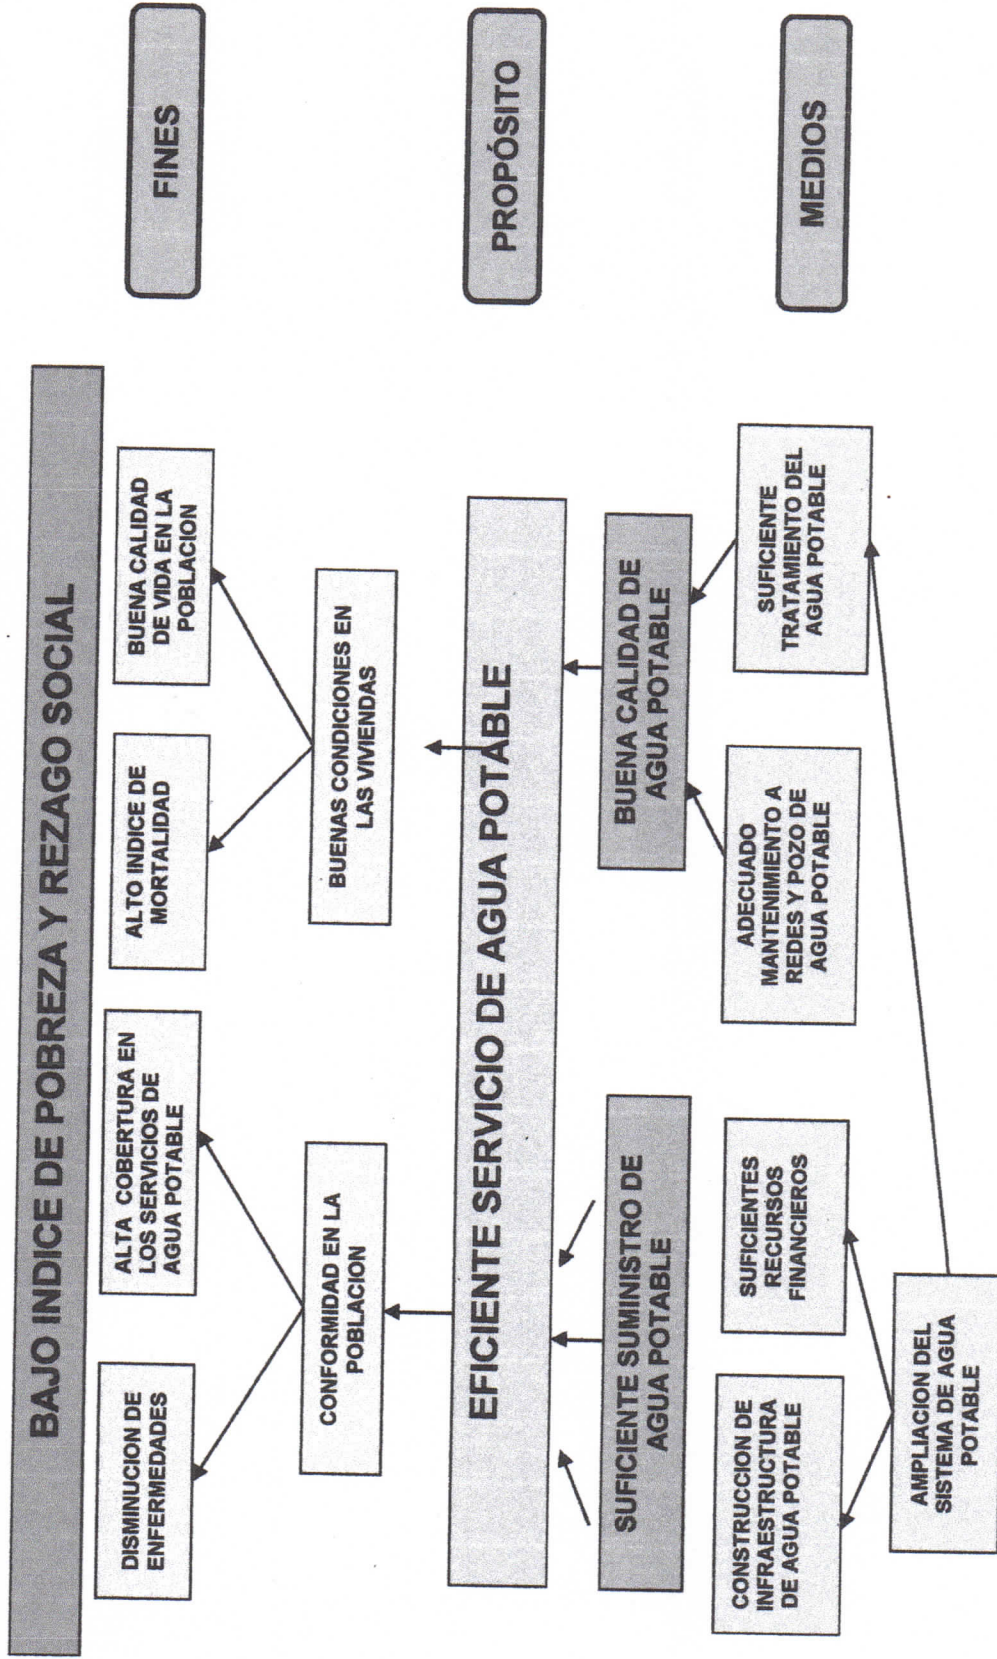 BAJO INDICE DE POBREZA Y REZAGO SOCIAL
FINES
DISMINUCION DE
ENFERMEDADES
ALTA COBERTURA EN
LOS SERVICIOS DE
AGUA POTABLE
ALTO INDICE DE
MORTALIDAD
BUENA CALIDAD
DE VIDA EN LA
POBLACION
CONFORMIDAD EN LA
POBLACION
BUENAS CONDICIONES EN
LAS VIVIENDAS
EFICIENTE SERVICIO DE AGUA POTABLE
PROPÓSITO
SUFICIENTE SUMINISTRO DE
AGUA POTABLE
BUENA CALIDAD DE
AGUA POTABLE
CONSTRUCCION DE
INFRAESTRUCTURA
DE AGUA POTABLE
SUFICIENTES
RECURSOS
FINANCIEROS
ADECUADO
MANTENIMIENTO A
REDES Y POZO DE
AGUA POTABLE
SUFICIENTE
TRATAMIENTO DEL
AGUA POTABLE
MEDIOS
AMPLIACION DEL
SISTEMA DE AGUA
POTABLE